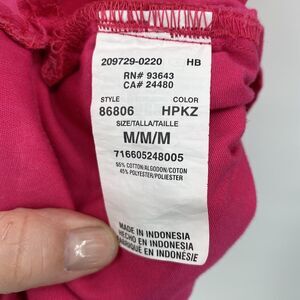 209729-0220 HB
RN# 93643
CA# 24480
STYLE COLOR
86806 HPKZ
SIZE/TALLA/TAILLE
M/M/M
716605248005
55% COTTON/ALGODON/COTON
45% POLYESTER/POLIESTER
MADE IN INDONESIA
HECHO EN INDONESIA
FABRIQUÉ EN INDONÉSIE